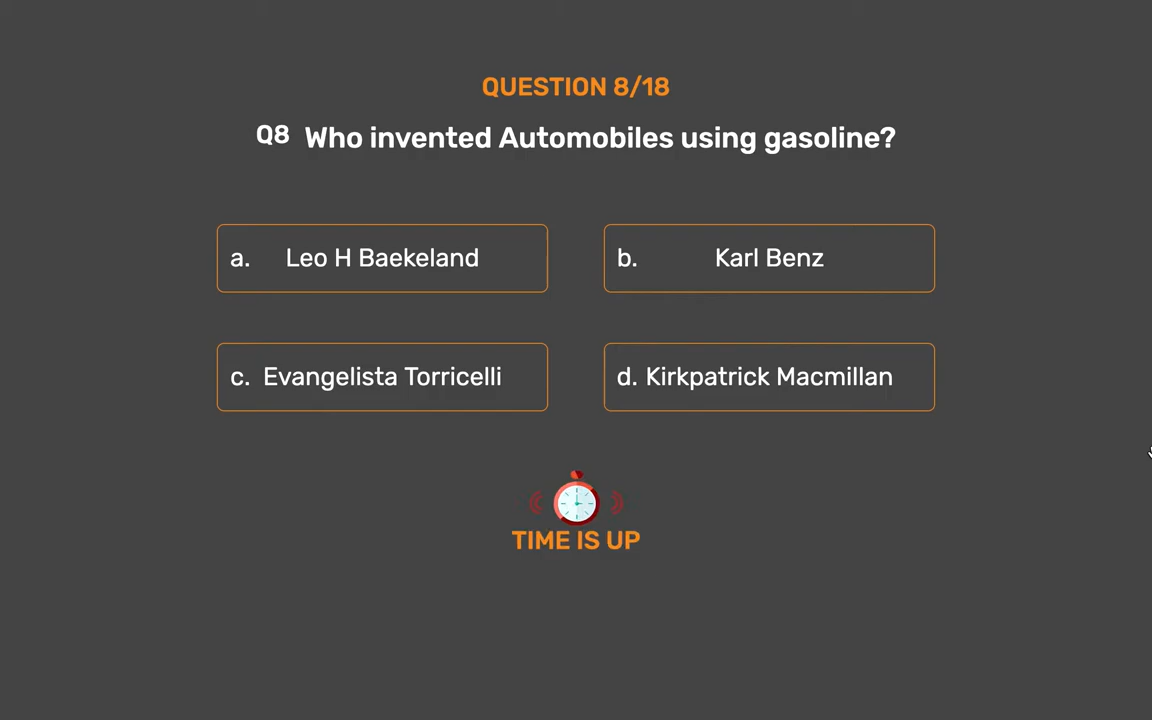 QUESTION 8/18
Q8 Who invented Automobiles using gasoline?
a. Leo H Baekeland
b. Karl Benz
c. Evangelista Torricelli
d. Kirkpatrick Macmillan
TIME IS UP